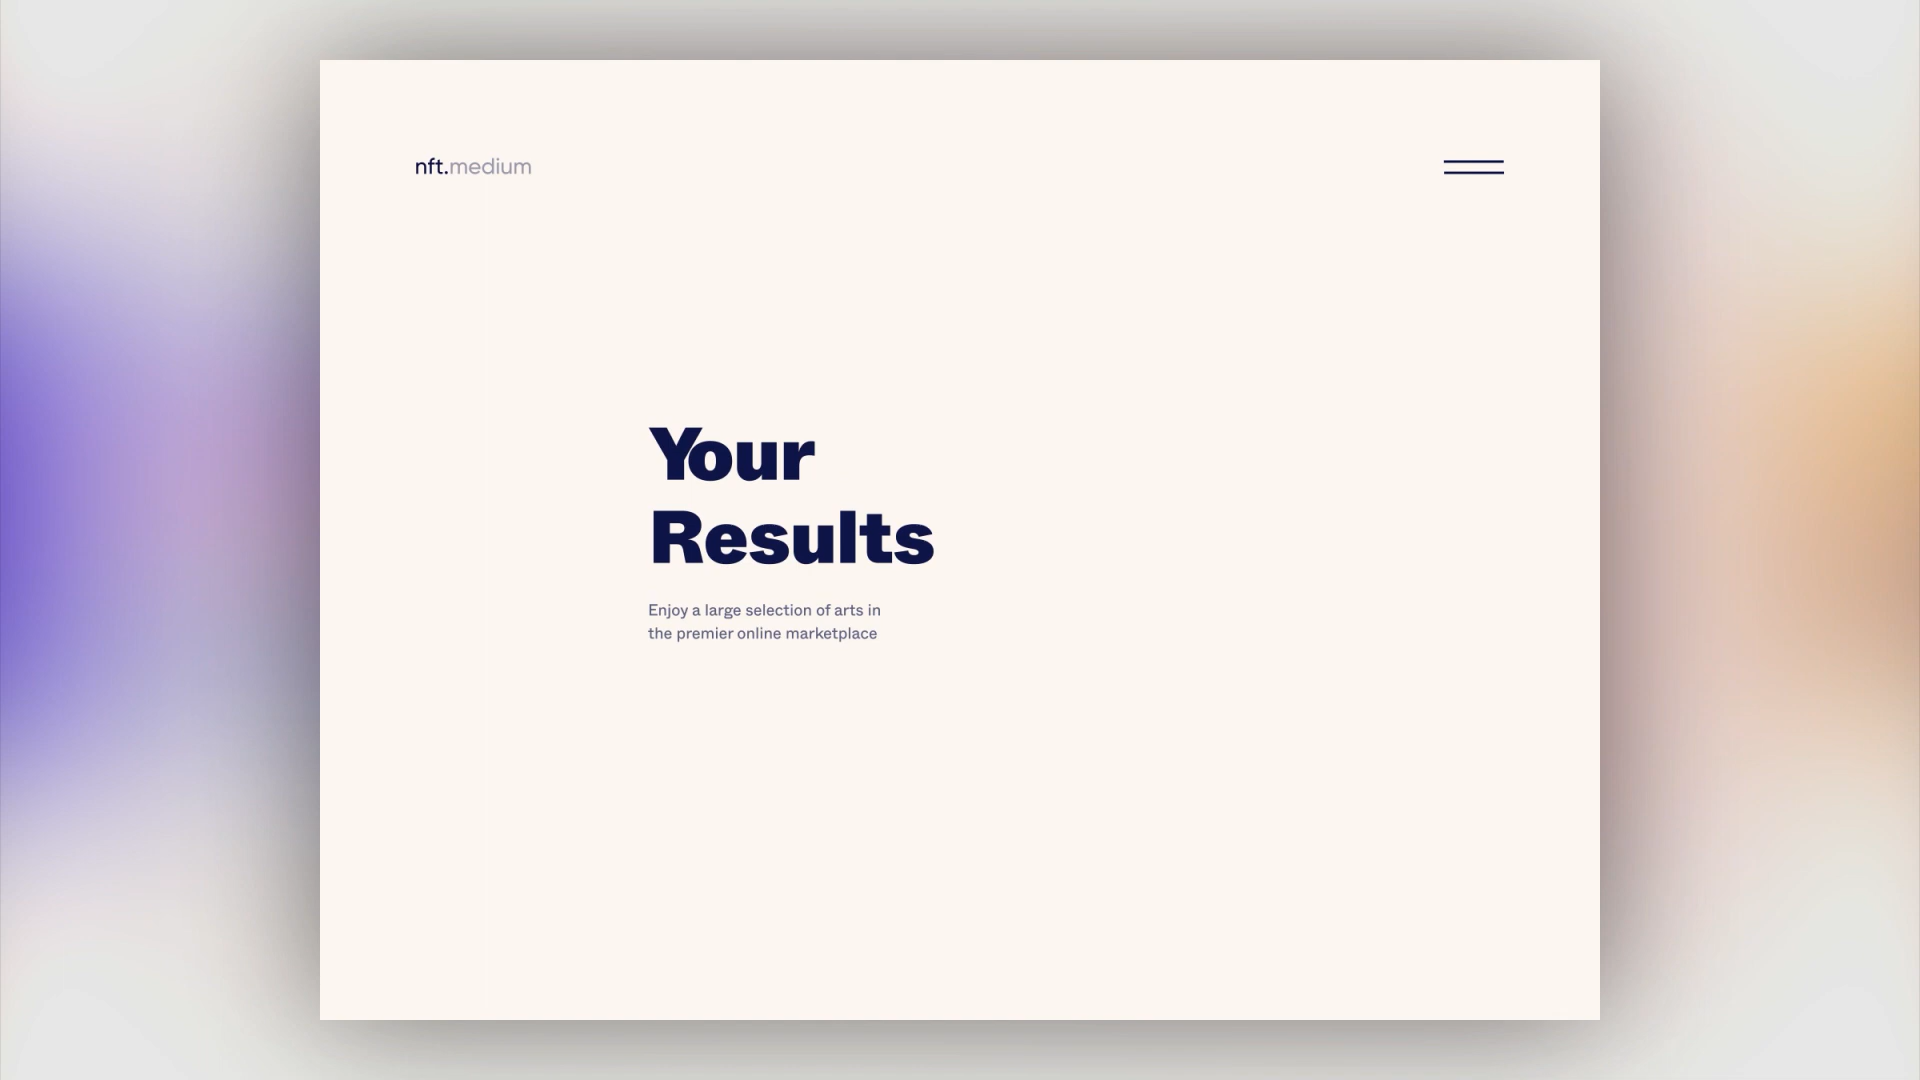 nft.medium
Your
Results
Enjoy a large selection of arts in
the premier online marketplace